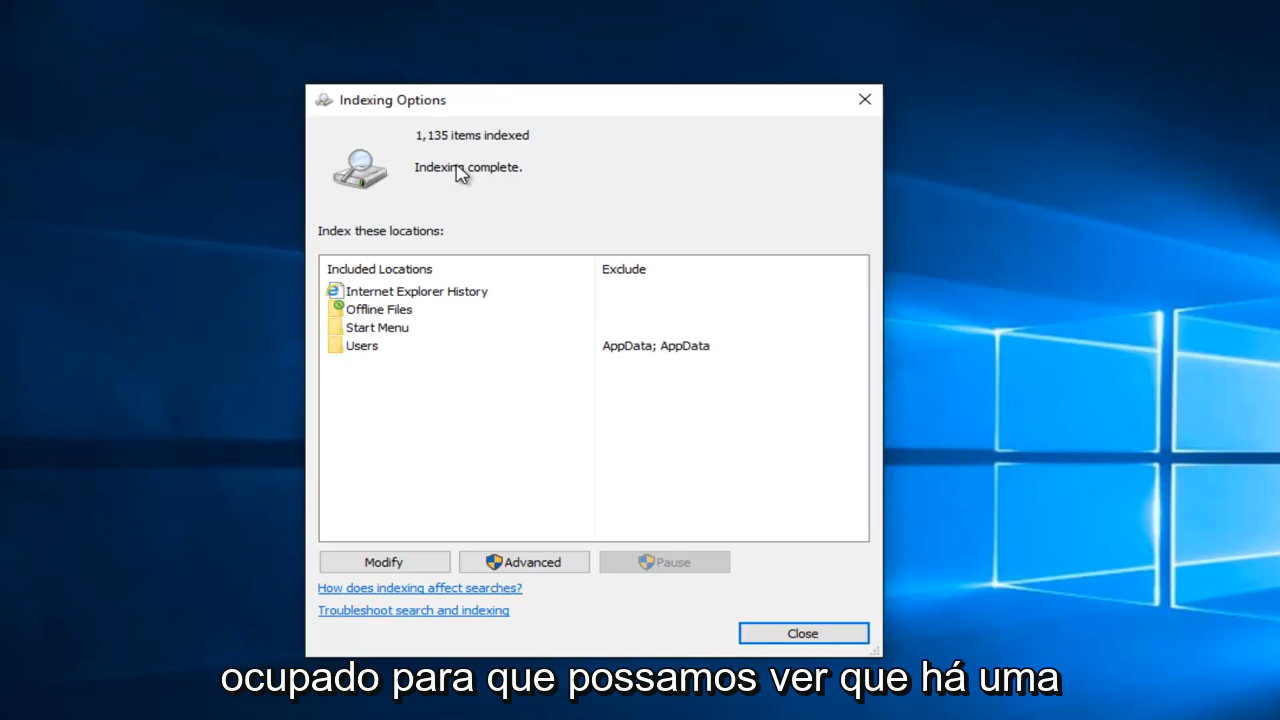 Indexing Options
1,135 items indexed
Indexing complete.
Index these locations:
Included Locations Exclude
Internet Explorer History
Offline Files
Start Menu
Users AppData; AppData
Modify Advanced Pause
How does indexing affect searches?
Troubleshoot search and indexing
Close
ocupado para que possamos ver que há uma